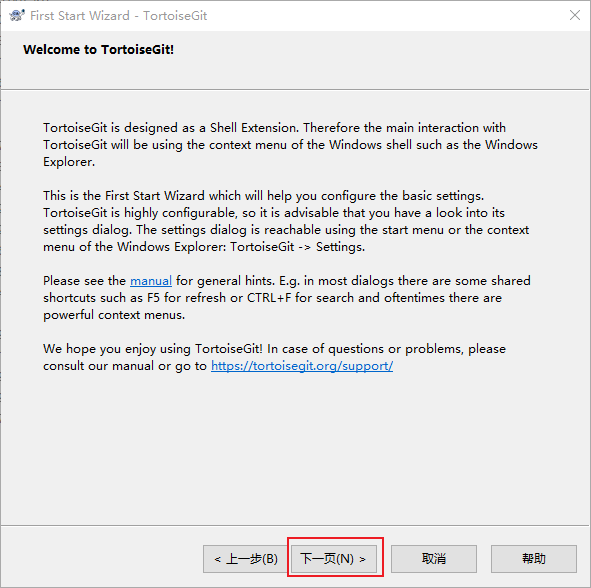 First Start Wizard - TortoiseGit
Welcome to TortoiseGit!
TortoiseGit is designed as a Shell Extension. Therefore the main interaction with
TortoiseGit will be using the context menu of the Windows shell such as the Windows
Explorer.
This is the First Start Wizard which will help you configure the basic settings.
TortoiseGit is highly configurable, so it is advisable that you have a look into its
settings dialog. The settings dialog is reachable using the start menu or the context
menu of the Windows Explorer: TortoiseGit -> Settings.
Please see the manual for general hints. E.g. in most dialogs there are some shared
shortcuts such as F5 for refresh or CTRL+F for search and oftentimes there are
powerful context menus.
We hope you enjoy using TortoiseGit! In case of questions or problems, please
consult our manual or go to https://tortoisegit.org/support/
< 上一步(B) 下一页(N) > 取消 帮助